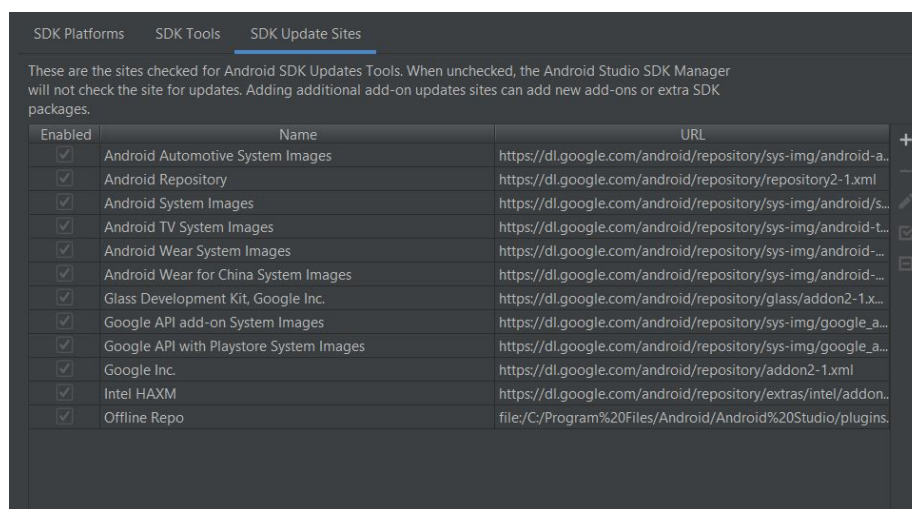 SDK Platforms SDK Tools SDK Update Sites
These are the sites checked for Android SDK Updates Tools. When unchecked, the Android Studio SDK Manager
will not check the site for updates. Adding additional add-on updates sites can add new add-ons or extra SDK
packages.
Enabled Name URL
Android Automotive System Images https://dl.google.com/android/repository/sys-img/android-a..
Android Repository https://dl.google.com/android/repository/repository2-1.xml
Android System Images https://dl.google.com/android/repository/sys-img/android/s...
Android TV System Images https://dl.google.com/android/repository/sys-img/android-t...
Android Wear System Images https://dl.google.com/android/repository/sys-img/android-...
Android Wear for China System Images https://dl.google.com/android/repository/sys-img/android-...
Glass Development Kit, Google Inc. https://dl.google.com/android/repository/glass/addon2-1.x...
Google API add-on System Images https://dl.google.com/android/repository/sys-img/google_a...
Google API with Playstore System Images https://dl.google.com/android/repository/sys-img/google_a...
Google Inc. https://dl.google.com/android/repository/addon2-1.xml
Intel HAXM https://dl.google.com/android/repository/extras/intel/addon..
Offline Repo file:/C:/Program%20Files/Android/Android%20Studio/plugins.